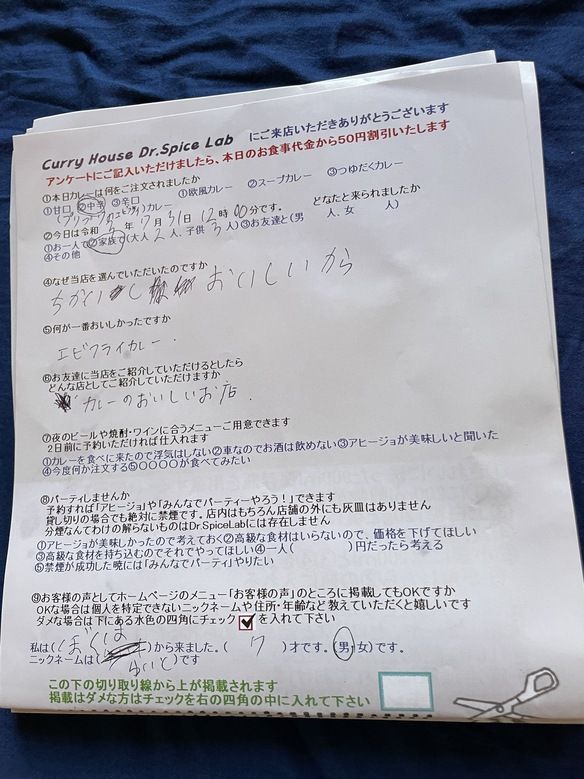 Curry House Dr.Spice Lab にご来店いただきありがとうございます
アンケートにご記入いただけましたら、本日のお食事代金から50円割引いたします
①本日カレーは何をご注文されましたか ①欧風カレー ②スープカレー ③つゆだくカレー
①甘口 ②中辛 ③辛口
(プリプリ エビフライ)カレー
②今日は令和 年 7月31日 12時00分です。 どなたと来られましたか
①お一人で②家族で(大人 2人、子供 3人)③お友達と(男 人、女 人)
④その他
④なぜ当店を選んでいただいたのですか
ちかいし おいしいから
⑤何が一番おいしかったですか
エビフライカレー.
⑥お友達に当店をご紹介していただけるとしたら
どんな店としてご紹介していただけますか
カレーのおいしいお店.
⑦夜のビールや焼酎・ワインに合うメニューご用意できます
2日前に予約いただければ仕入れます
①カレーを食べに来たので浮気はしない②車なのでお酒は飲めない③アヒージョが美味しいと聞いた
④今度何か注文する⑤〇〇〇〇が食べてみたい
⑧パーティしませんか
予約すれば「アヒージョ」や「みんなでパーティーやろう！」できます
貸し切りの場合でも絶対に禁煙です。店内はもちろん店舗の外にも灰皿はありません
分煙なんてわけの解らないものはDr.SpiceLabには存在しません
①アヒージョが美味しかったので考えておく②高級な食材はいらないので、価格を下げてほしい
③高級な食材を持ち込むのでそれでやってほしい④一人( )円だったら考える
⑤禁煙が成功した暁には「みんなでパーティ」やりたい
⑨お客様の声としてホームページのメニュー「お客様の声」のところに掲載してもOKですか
OKな場合は個人を特定できないニックネームや住所・年齢など教えていただくと嬉しいです
ダメな場合は下にある水色の四角にチェック を入れて下さい
私は(ぼくは )から来ました。( 7 )才です。(男・女)です。
ニックネームは( )です
この下の切り取り線から上が掲載されます
掲載はダメな方はチェックを右の四角の中に入れて下さい